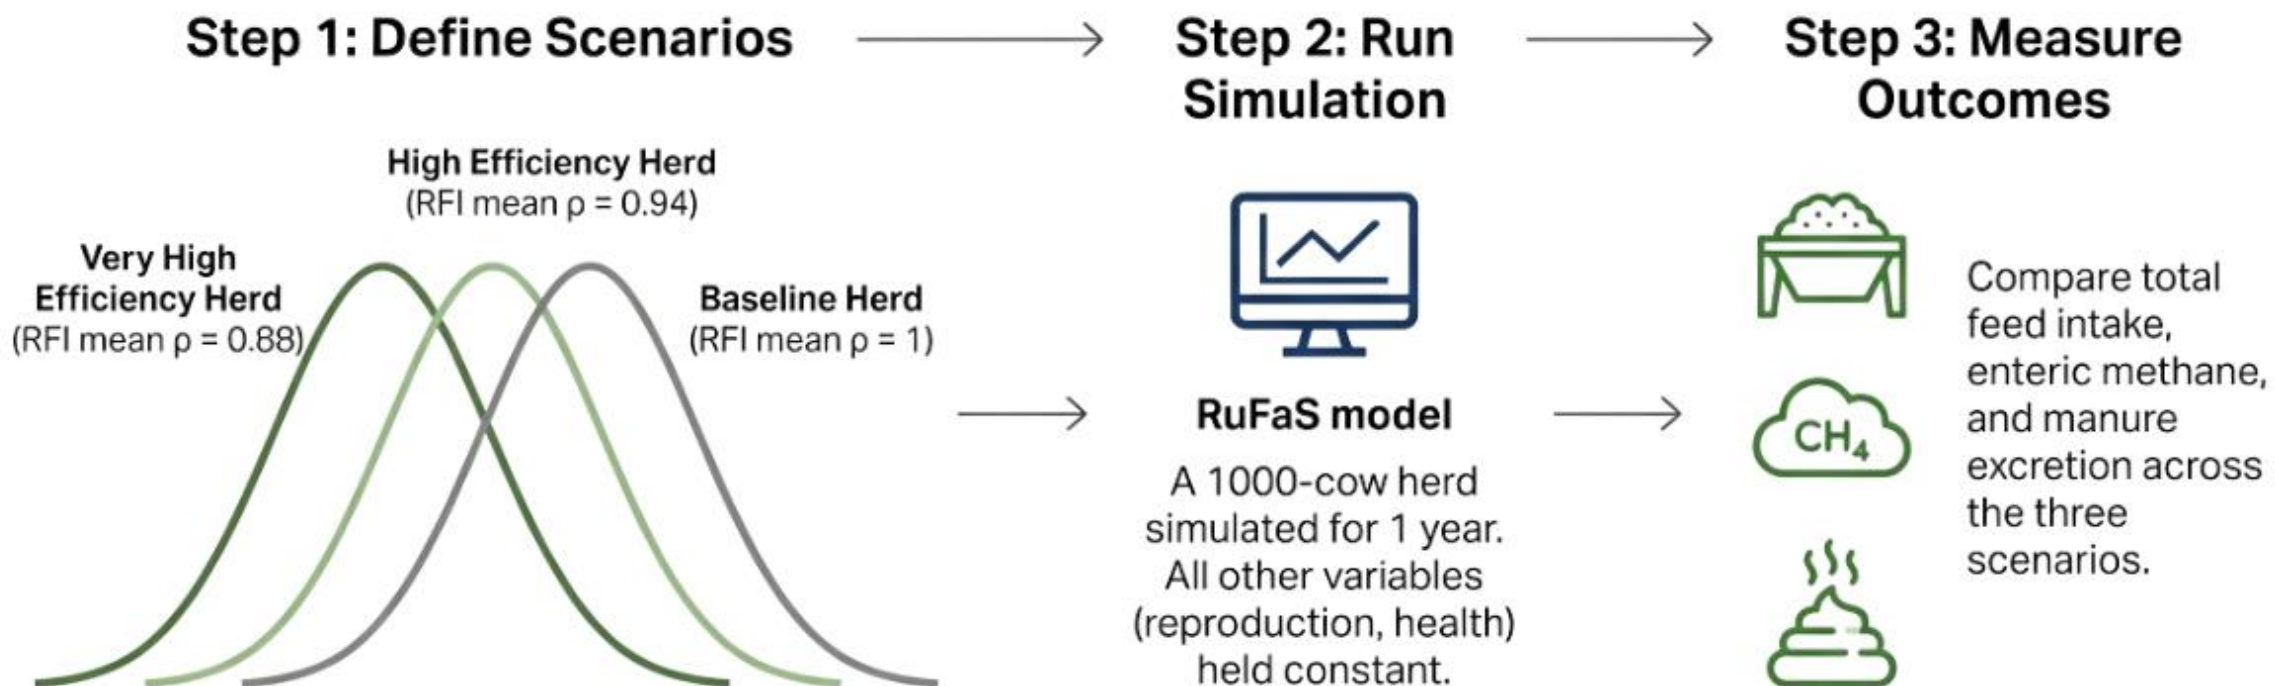 Step 1: Define Scenarios
Step 2: Run
Simulation
Step 3: Measure
Outcomes
High Efficiency Herd
(RFI mean ρ = 0.94)
Very High
Efficiency Herd
(RFI mean ρ = 0.88)
Baseline Herd
(RFI mean ρ = 1)
RuFaS model
A 1000-cow herd
simulated for 1 year.
All other variables
(reproduction, health)
held constant.
CH₄
Compare total
feed intake,
enteric methane,
and manure
excretion across
the three
scenarios.